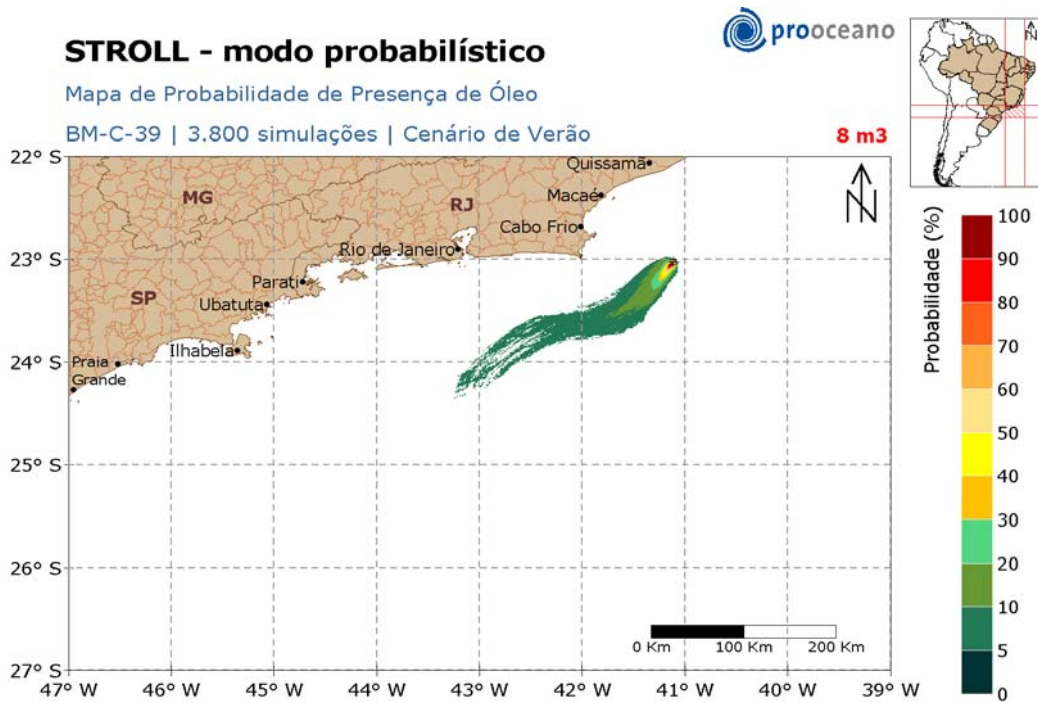 prooceano
STROLL - modo probabilístico
Mapa de Probabilidade de Presença de Óleo
BM-C-39 | 3.800 simulações | Cenário de Verão
8 m3
N
N
22° S
23° S
24° S
25° S
26° S
27° S
MG
RJ
SP
Quissamã
Macaé
Cabo Frio
Rio de Janeiro
Parati
Ubatuta
Ilhabela
Praia
Grande
0 Km 100 Km 200 Km
47 W 46 W 45 W 44 W 43 W 42 W 41 W 40 W 39 W
Probabilidade (%)
100
90
80
70
60
50
40
30
20
10
5
0